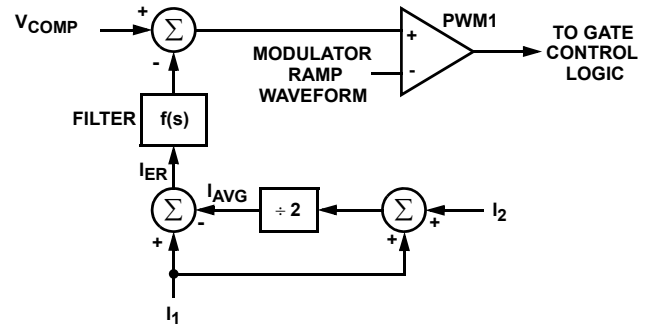 V_COMP
+
Σ
-
+
-
PWM1
TO GATE
CONTROL
LOGIC
MODULATOR
RAMP
WAVEFORM
FILTER
f(s)
I_ER
I_AVG
Σ
-
+
÷ 2
Σ
+
+
I_2
I_1